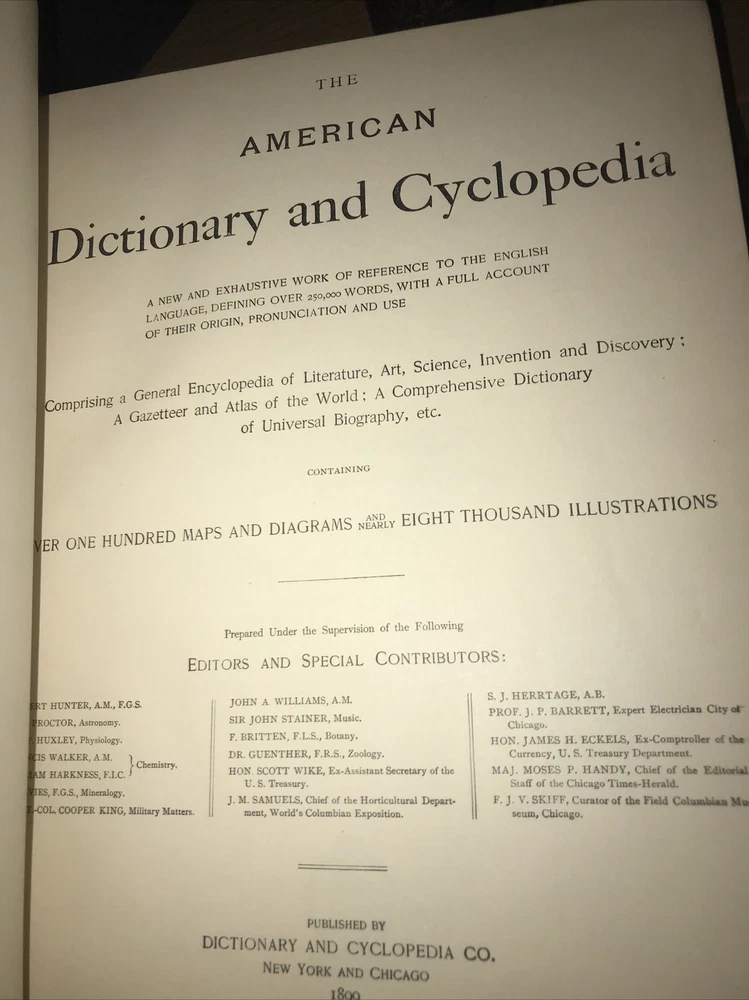 THE
AMERICAN
Dictionary and Cyclopedia
A NEW AND EXHAUSTIVE WORK OF REFERENCE TO THE ENGLISH
LANGUAGE, DEFINING OVER 250,000 WORDS, WITH A FULL ACCOUNT
OF THEIR ORIGIN, PRONUNCIATION AND USE
Comprising a General Encyclopedia of Literature, Art, Science, Invention and Discovery;
A Gazetteer and Atlas of the World; A Comprehensive Dictionary
of Universal Biography, etc.
CONTAINING
VER ONE HUNDRED MAPS AND DIAGRAMS AND NEARLY EIGHT THOUSAND ILLUSTRATIONS
Prepared Under the Supervision of the Following
EDITORS AND SPECIAL CONTRIBUTORS:
ERT HUNTER, A.M., F.G.S.
PROCTOR, Astronomy.
HUXLEY, Physiology.
CIS WALKER, A.M.
AM HARKNESS, F.I.C. } Chemistry.
VIES, F.G.S., Mineralogy.
-COL. COOPER KING, Military Matters.
JOHN A WILLIAMS, A.M.
SIR JOHN STAINER, Music.
F. BRITTEN, F.L.S., Botany.
DR. GUENTHER, F.R.S., Zoology.
HON. SCOTT WIKE, Ex-Assistant Secretary of the
U. S. Treasury.
J. M. SAMUELS, Chief of the Horticultural Depart-
ment, World's Columbian Exposition.
S. J. HERRTAGE, A.B.
PROF. J. P. BARRETT, Expert Electrician City of
Chicago.
HON. JAMES H. ECKELS, Ex-Comptroller of the
Currency, U. S. Treasury Department.
MAJ. MOSES P. HANDY, Chief of the Editorial
Staff of the Chicago Times-Herald.
F. J. V. SKIFF, Curator of the Field Columbian Mu-
seum, Chicago.
PUBLISHED BY
DICTIONARY AND CYCLOPEDIA CO.
NEW YORK AND CHICAGO